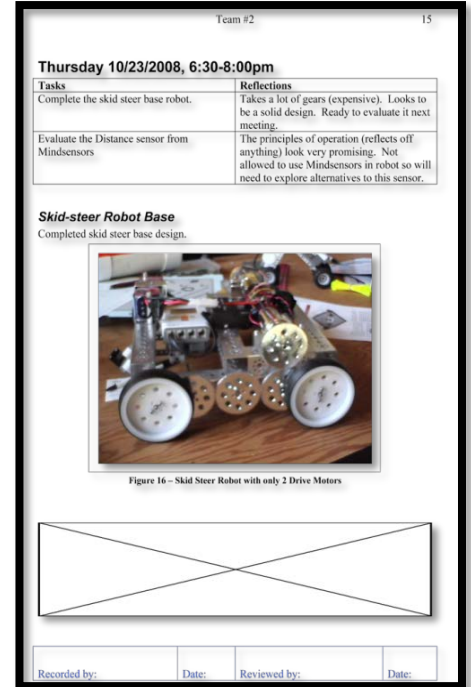 Team #2 15
Thursday 10/23/2008, 6:30-8:00pm
Tasks Reflections
Complete the skid steer base robot. Takes a lot of gears (expensive). Looks to
be a solid design. Ready to evaluate it next
meeting.
Evaluate the Distance sensor from The principles of operation (reflects off
Mindsensors anything) look very promising. Not
allowed to use Mindsensors in robot so will
need to explore alternatives to this sensor.
Skid-steer Robot Base
Completed skid steer base design.
Figure 16 – Skid Steer Robot with only 2 Drive Motors
Recorded by: Date: Reviewed by: Date: